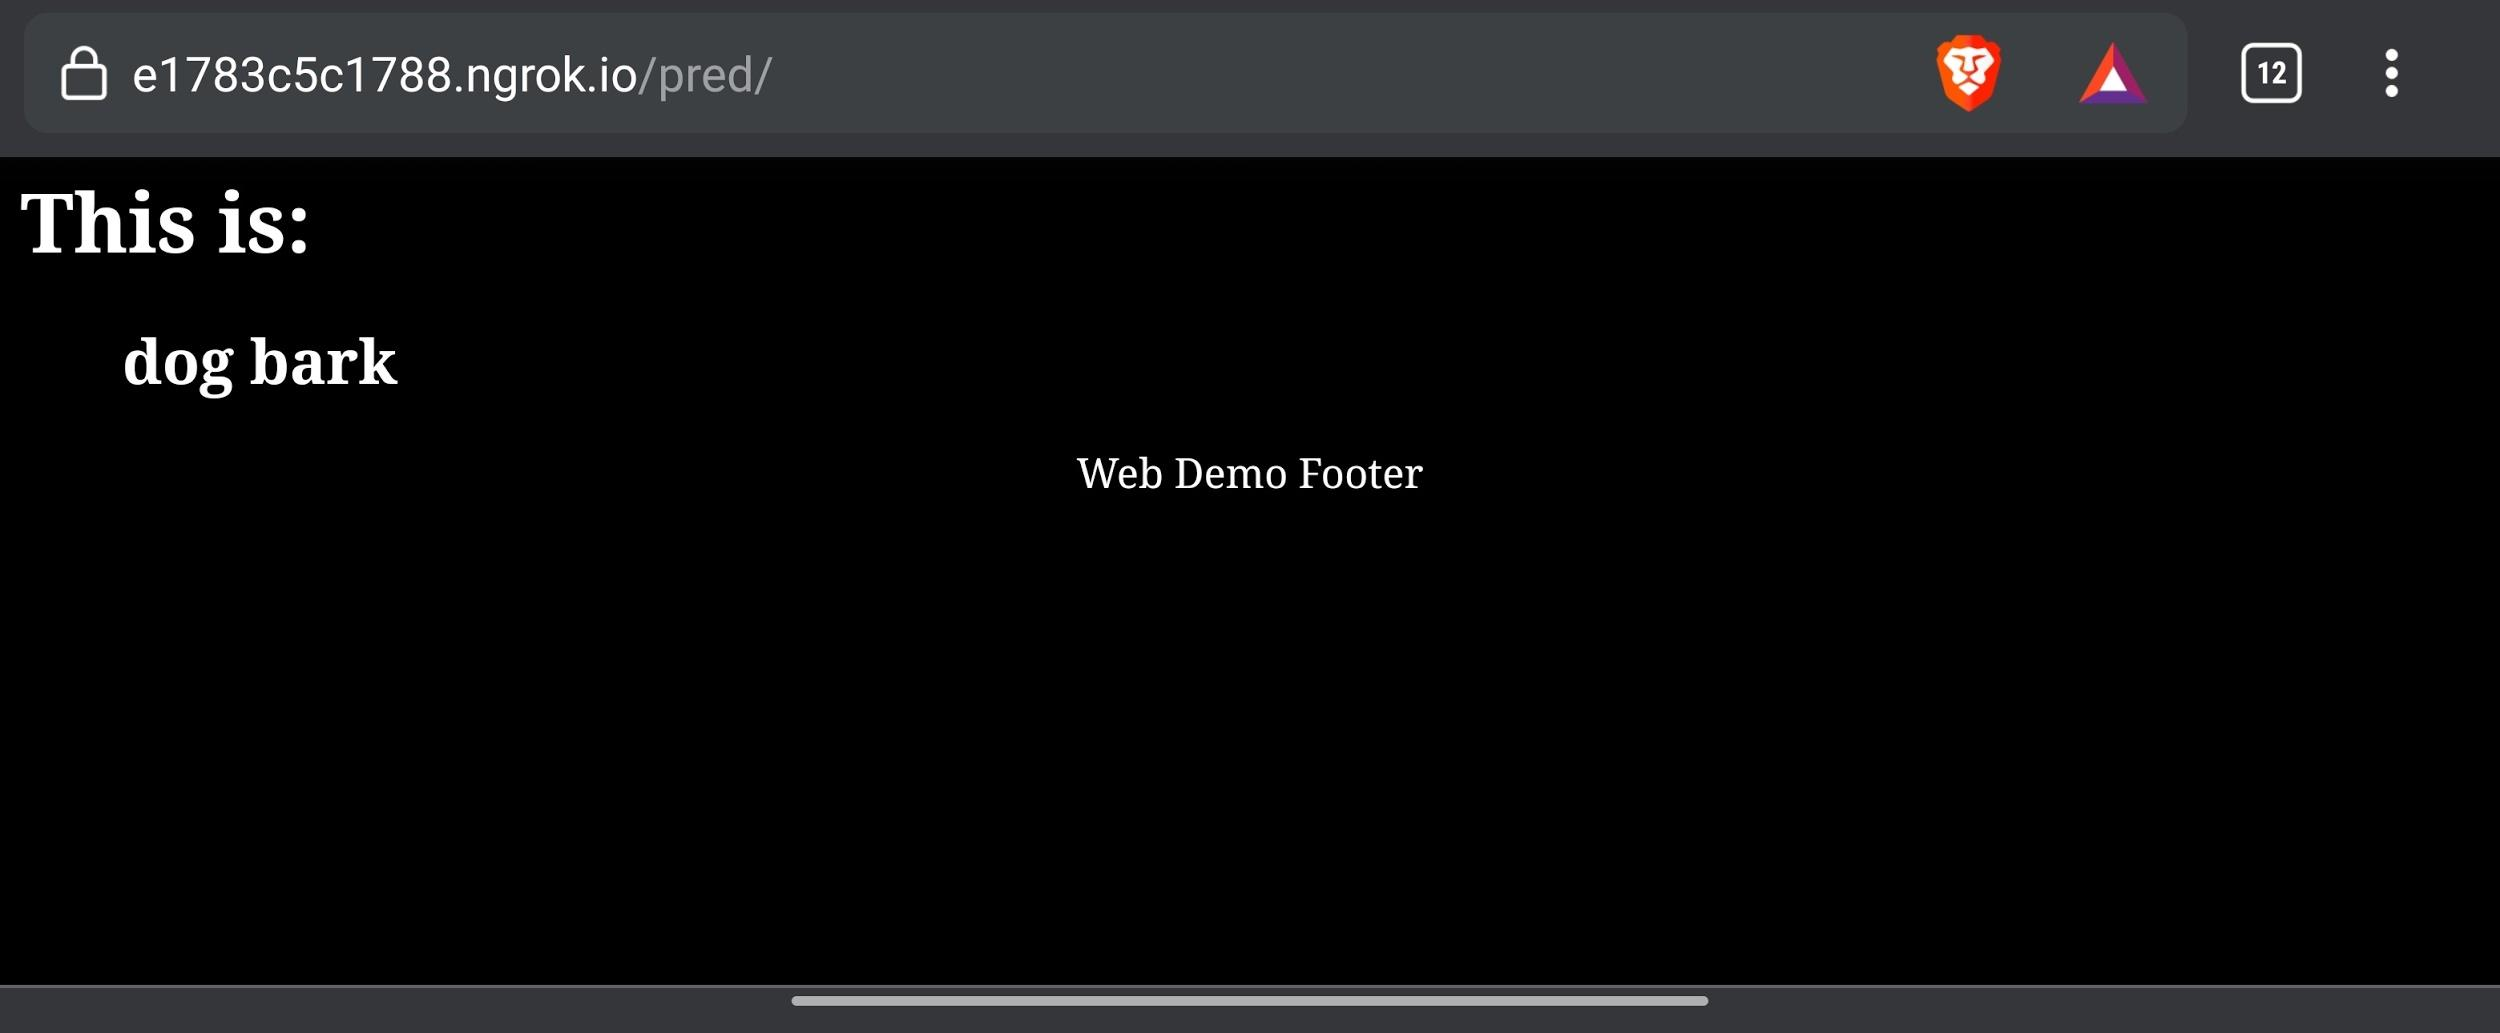 e1783c5c1788.ngrok.io/pred/
12
This is:
dog bark
Web Demo Footer